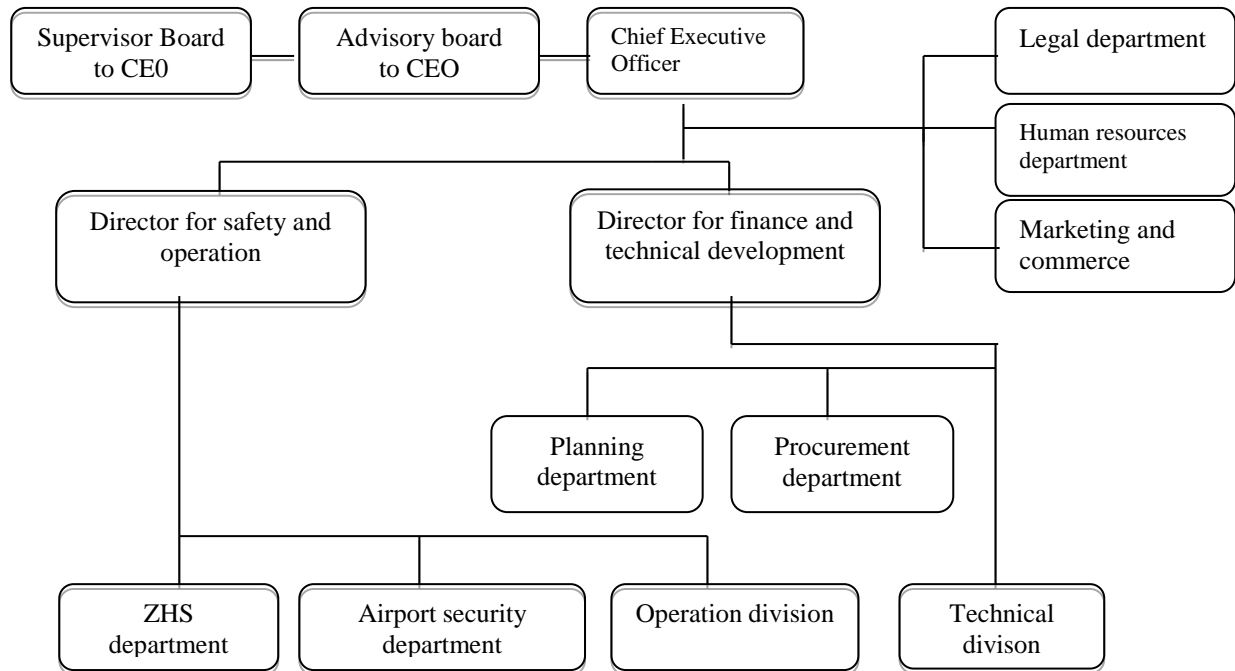 Supervisor Board
to CE0
Advisory board
to CEO
Chief Executive
Officer
Legal department
Human resources
department
Marketing and
commerce
Director for safety and
operation
Director for finance and
technical development
Planning
department
Procurement
department
ZHS
department
Airport security
department
Operation division
Technical
divison